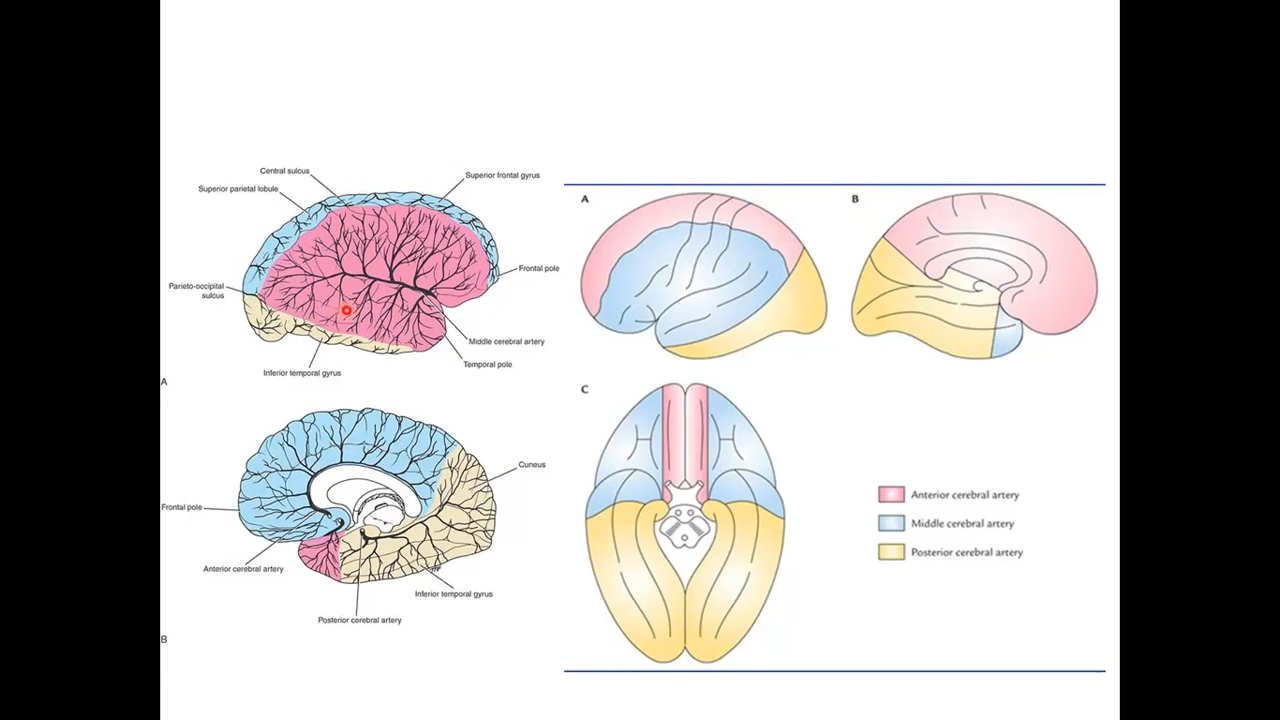 Central sulcus
Superior parietal lobule
Superior frontal gyrus
Frontal pole
Parieto-occipital
sulcus
Middle cerebral artery
Temporal pole
Inferior temporal gyrus
A
Cuneus
Frontal pole
Anterior cerebral artery
Inferior temporal gyrus
Posterior cerebral artery
B
A
B
C
Anterior cerebral artery
Middle cerebral artery
Posterior cerebral artery